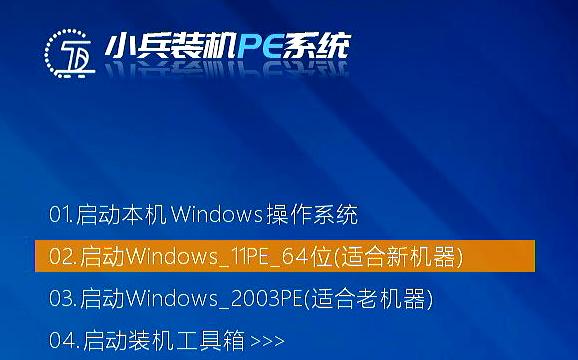 小兵装机PE系统
01.启动本机Windows操作系统
02.启动Windows_11PE_64位(适合新机器)
03.启动Windows_2003PE(适合老机器)
04.启动装机工具箱>>>